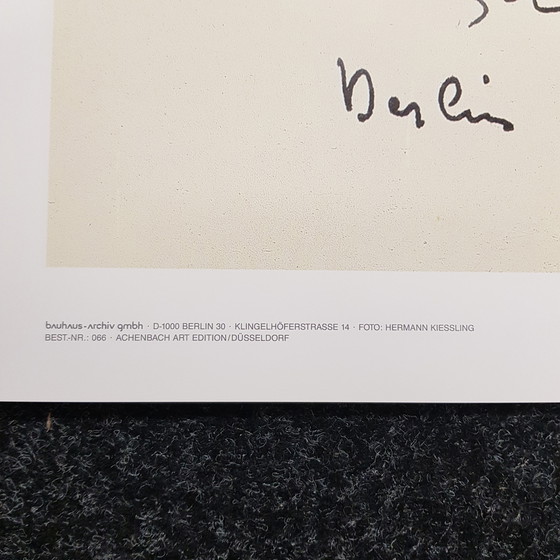 Berlin
bauhaus-archiv gmbh · D-1000 BERLIN 30 · KLINGELHÖFERSTRASSE 14 · FOTO: HERMANN KIESSLING
BEST.-NR.: 066 · ACHENBACH ART EDITION/DÜSSELDORF